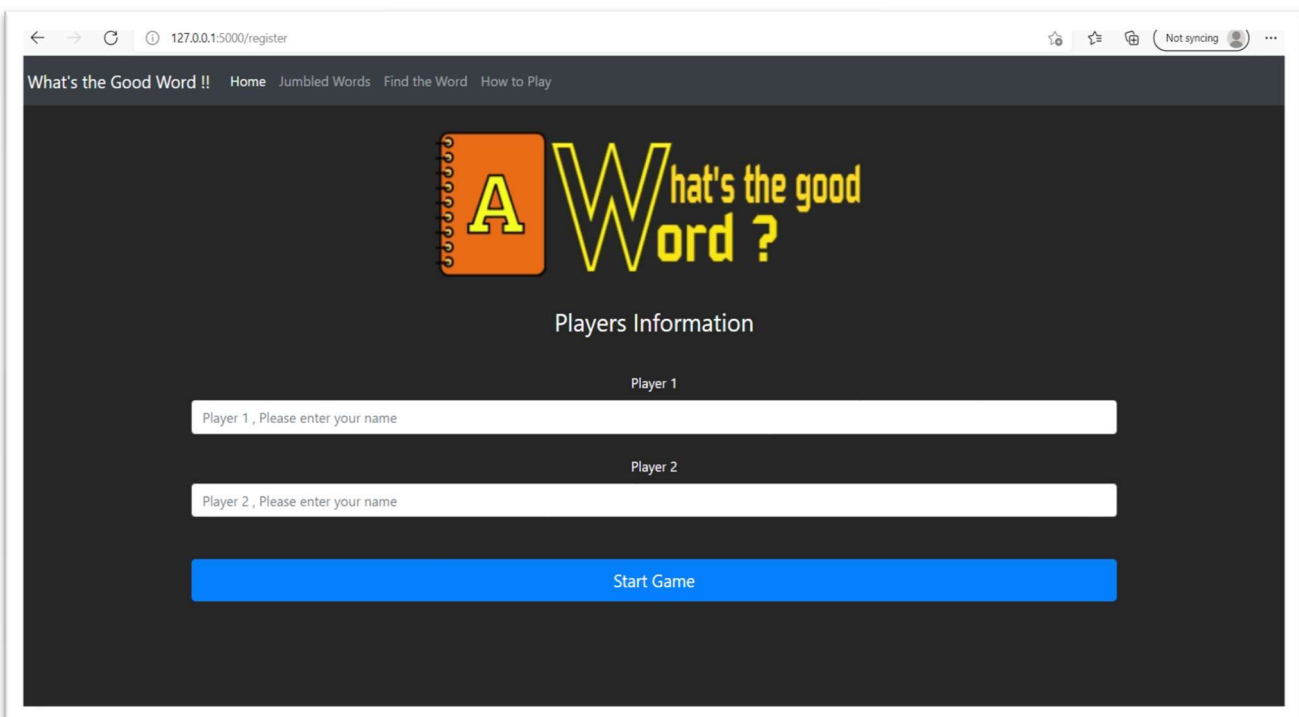 127.0.0.1:5000/register
Not syncing
What's the Good Word !! Home Jumbled Words Find the Word How to Play
A
What's the good
Word ?
Players Information
Player 1
Player 1 , Please enter your name
Player 2
Player 2 , Please enter your name
Start Game